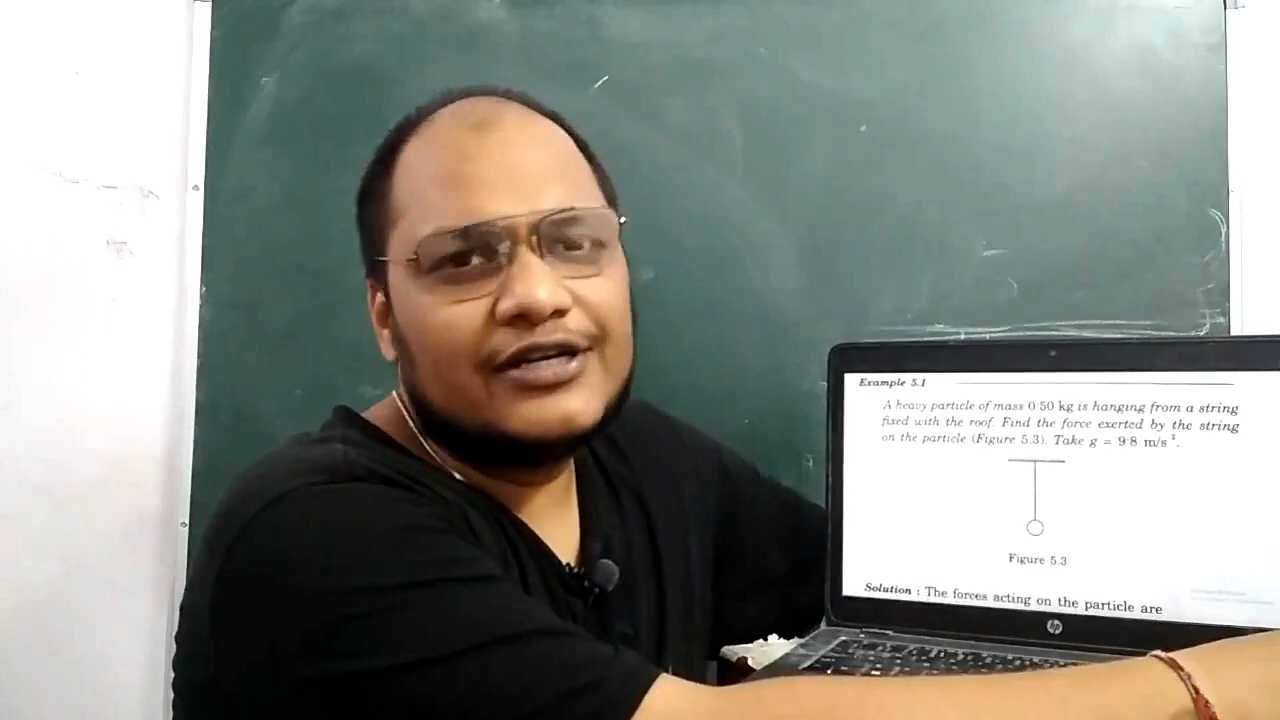 Example 5.1
A heavy particle of mass 0·50 kg is hanging from a string
fixed with the roof. Find the force exerted by the string
on the particle (Figure 5.3). Take g = 9·8 m/s².
Figure 5.3
Solution : The forces acting on the particle are
hp